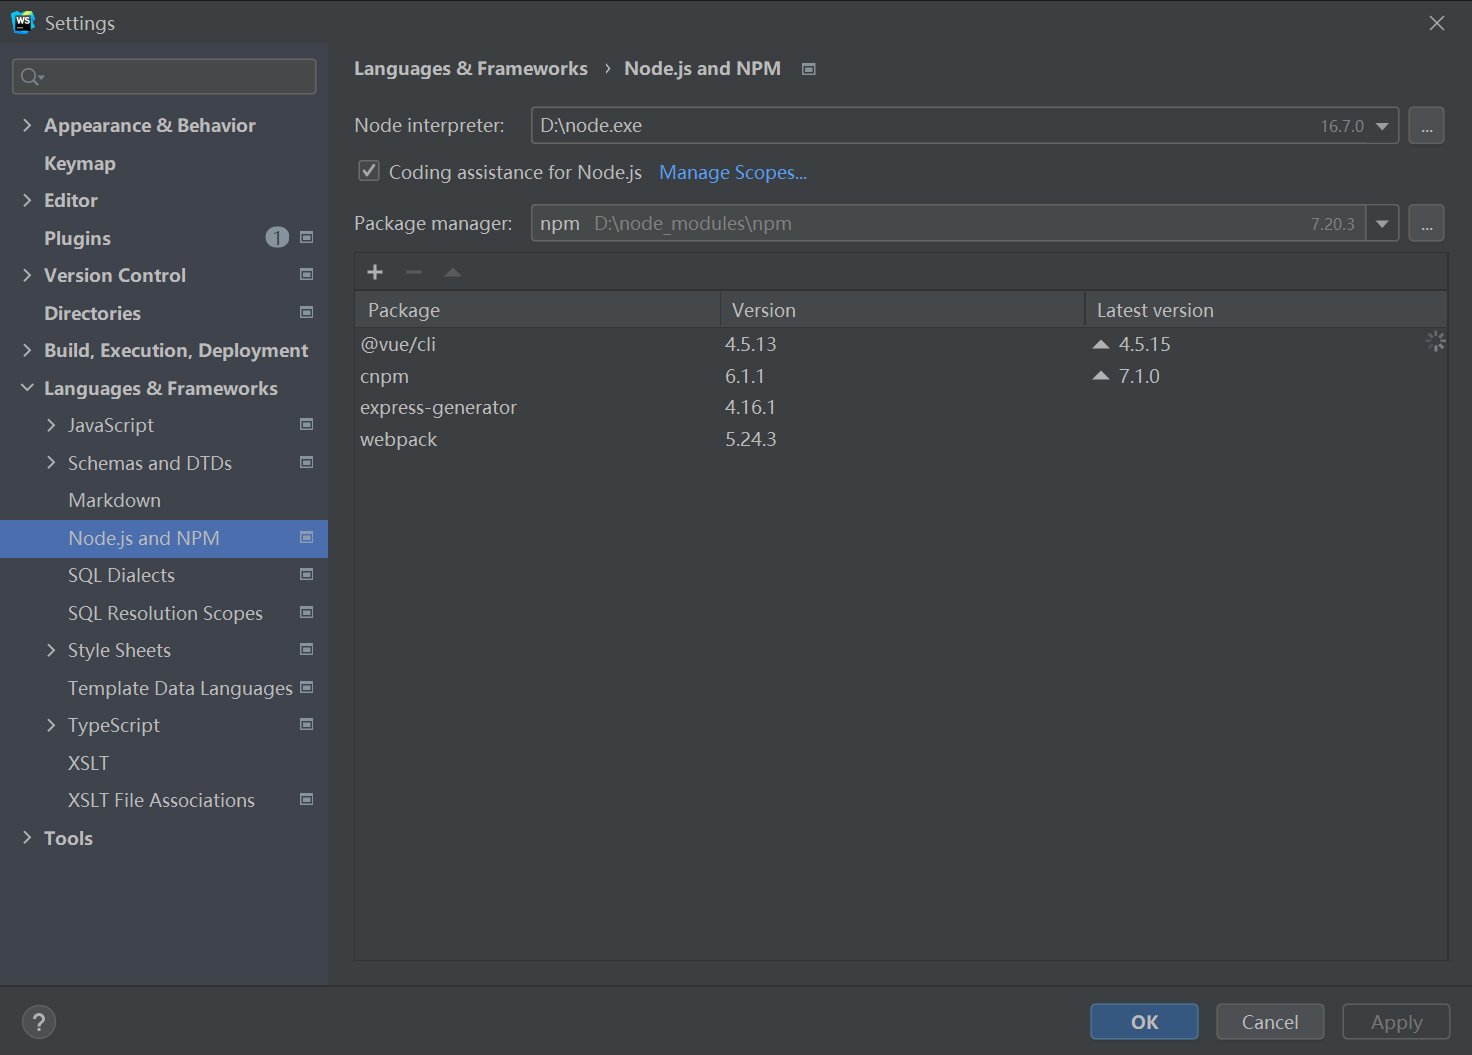 WS
Settings
Appearance & Behavior
Keymap
Editor
Plugins 1
Version Control
Directories
Build, Execution, Deployment
Languages & Frameworks
JavaScript
Schemas and DTDs
Markdown
Node.js and NPM
SQL Dialects
SQL Resolution Scopes
Style Sheets
Template Data Languages
TypeScript
XSLT
XSLT File Associations
Tools
Languages & Frameworks › Node.js and NPM
Node interpreter: D:\node.exe 16.7.0 ...
Coding assistance for Node.js Manage Scopes...
Package manager: npm D:\node_modules\npm 7.20.3 ...
Package Version Latest version
@vue/cli 4.5.13 4.5.15
cnpm 6.1.1 7.1.0
express-generator 4.16.1
webpack 5.24.3
? OK Cancel Apply